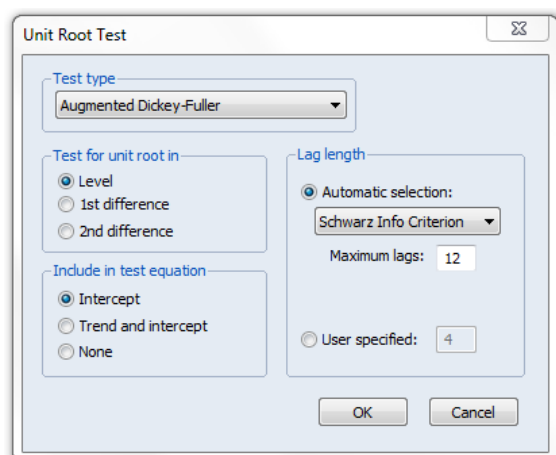 Unit Root Test
Test type
Augmented Dickey-Fuller
Test for unit root in
Level
1st difference
2nd difference
Include in test equation
Intercept
Trend and intercept
None
Lag length
Automatic selection:
Schwarz Info Criterion
Maximum lags: 12
User specified: 4
OK Cancel